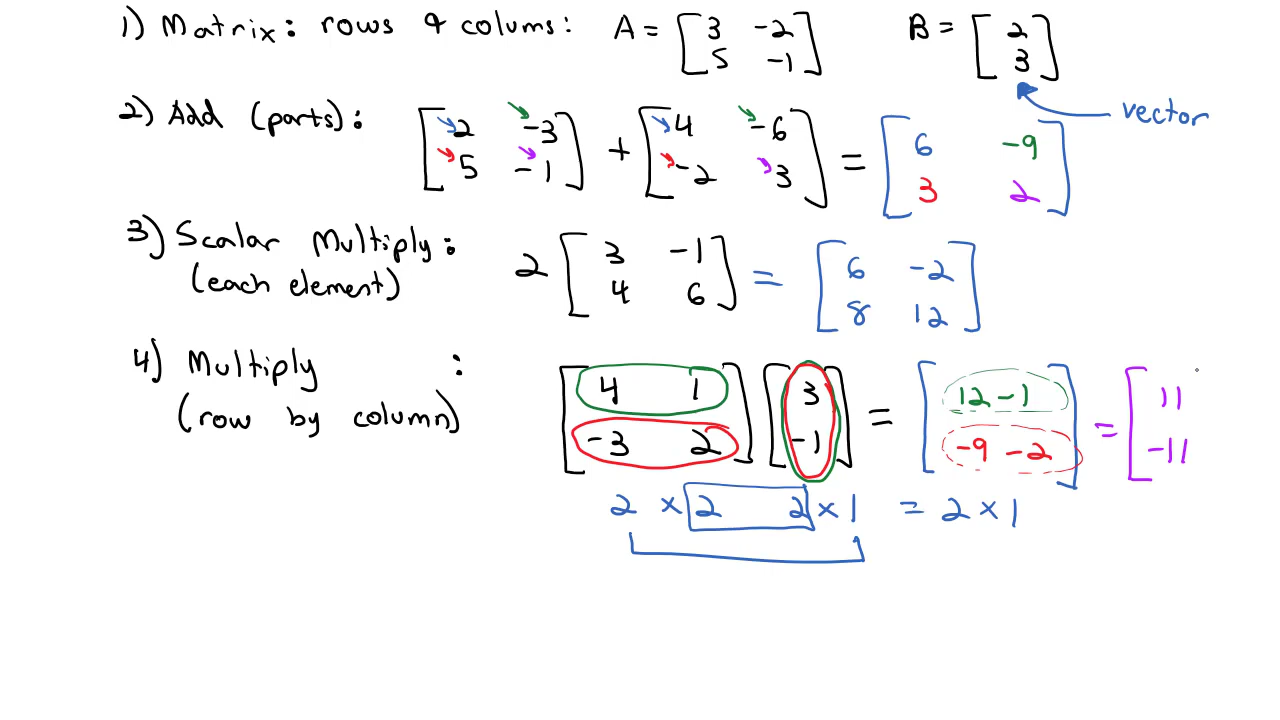 1) Matrix: rows & colums: A = [3 -2 B = [2
5 -1] 3]
vector
2) Add (parts): [2 -3 + [4 -6 = [6 -9
5 -1] -2 3] 3 2]
3) Scalar Multiply: 2 [3 -1 = [6 -2
(each element) 4 6] 8 12]
4) Multiply : [4 1 [3 = [12 -1 = [11
(row by column) -3 2] -1] -9 -2] -11
2 × 2 2 × 1 = 2 × 1